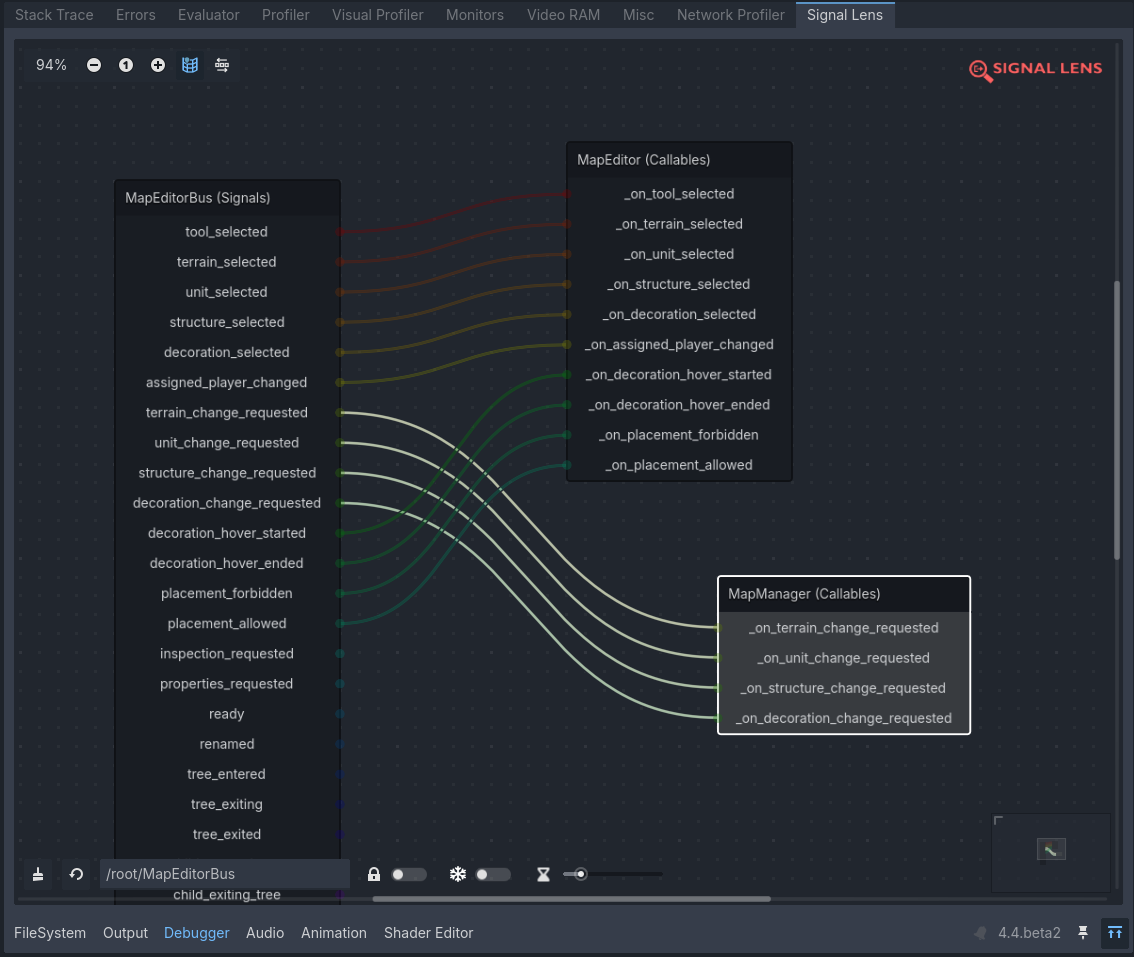 Stack Trace Errors Evaluator Profiler Visual Profiler Monitors Video RAM Misc Network Profiler Signal Lens
94% 1
SIGNAL LENS
MapEditorBus (Signals)
tool_selected
terrain_selected
unit_selected
structure_selected
decoration_selected
assigned_player_changed
terrain_change_requested
unit_change_requested
structure_change_requested
decoration_change_requested
decoration_hover_started
decoration_hover_ended
placement_forbidden
placement_allowed
inspection_requested
properties_requested
ready
renamed
tree_entered
tree_exiting
tree_exited
child_exiting_tree
MapEditor (Callables)
_on_tool_selected
_on_terrain_selected
_on_unit_selected
_on_structure_selected
_on_decoration_selected
_on_assigned_player_changed
_on_decoration_hover_started
_on_decoration_hover_ended
_on_placement_forbidden
_on_placement_allowed
MapManager (Callables)
_on_terrain_change_requested
_on_unit_change_requested
_on_structure_change_requested
_on_decoration_change_requested
/root/MapEditorBus
FileSystem Output Debugger Audio Animation Shader Editor 4.4.beta2